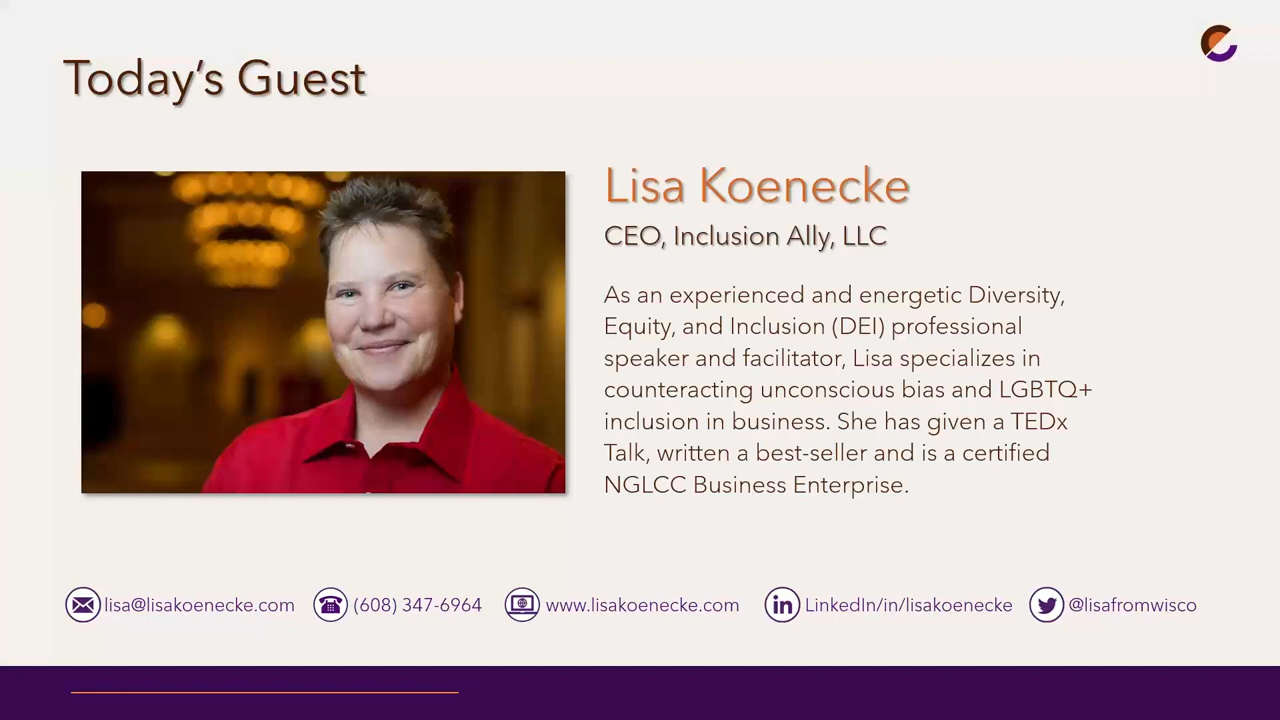 Today's Guest
Lisa Koenecke
CEO, Inclusion Ally, LLC
As an experienced and energetic Diversity,
Equity, and Inclusion (DEI) professional
speaker and facilitator, Lisa specializes in
counteracting unconscious bias and LGBTQ+
inclusion in business. She has given a TEDx
Talk, written a best-seller and is a certified
NGLCC Business Enterprise.
lisa@lisakoenecke.com (608) 347-6964 www.lisakoenecke.com LinkedIn/in/lisakoenecke @lisafromwisco